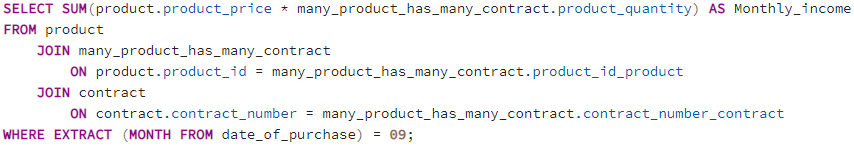 SELECT SUM(product.product_price * many_product_has_many_contract.product_quantity) AS Monthly_income
FROM product
    JOIN many_product_has_many_contract
        ON product.product_id = many_product_has_many_contract.product_id_product
    JOIN contract
        ON contract.contract_number = many_product_has_many_contract.contract_number_contract
WHERE EXTRACT (MONTH FROM date_of_purchase) = 09;